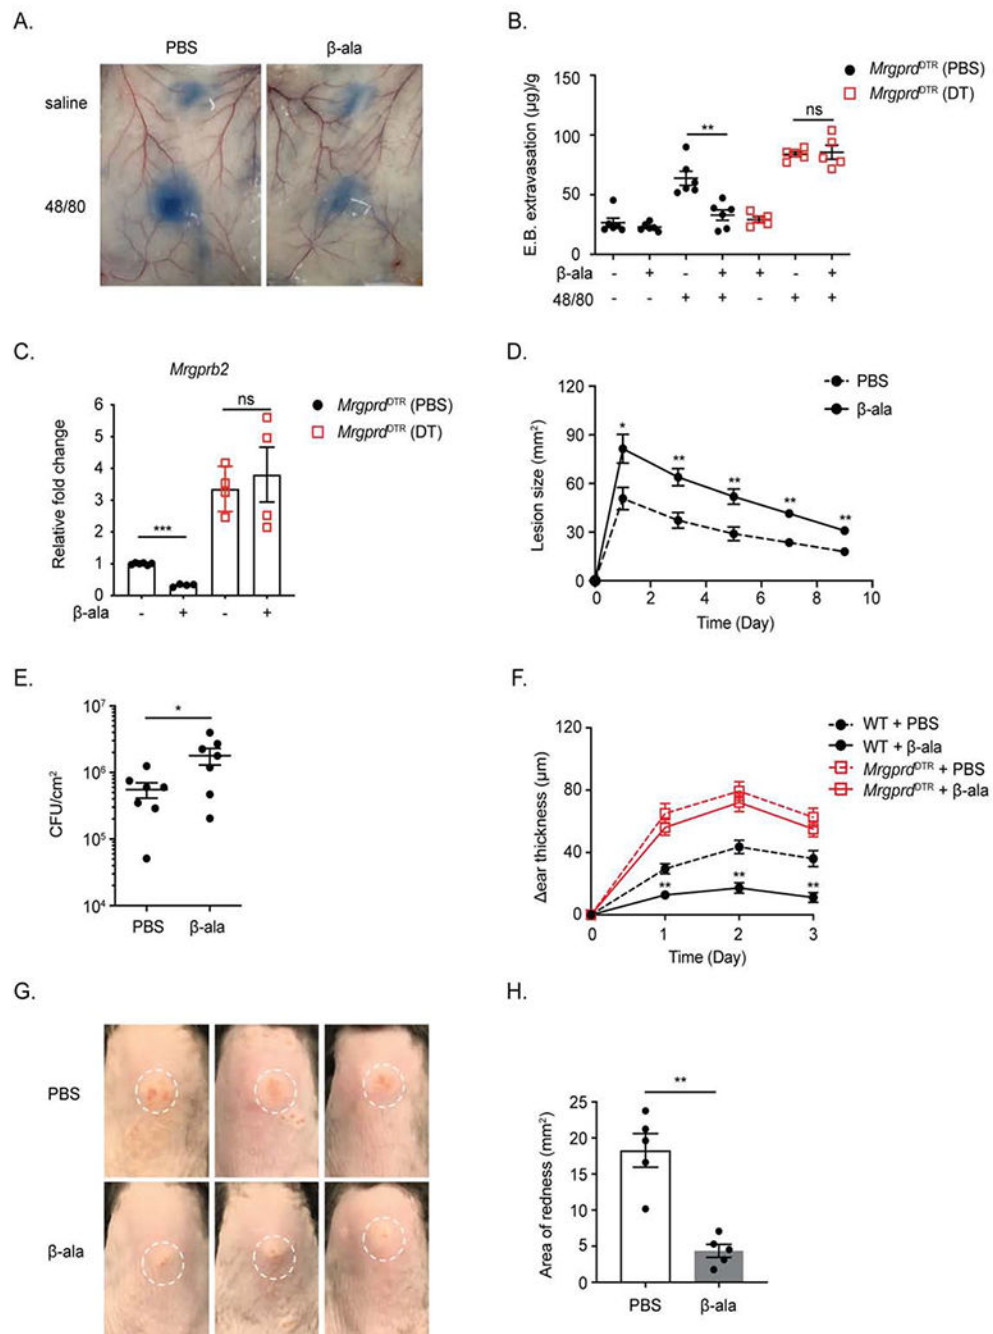 A.
PBS
β-ala
saline
48/80
B.
Mrgprd^DTR (PBS)
Mrgprd^DTR (DT)
E.B. extravasation (µg)/g
150
100
50
0
**
ns
β-ala - + - + + - +
48/80 - - + + - + +
C.
Mrgprb2
Mrgprd^DTR (PBS)
Mrgprd^DTR (DT)
Relative fold change
6
5
4
3
2
1
0
***
ns
β-ala - + - +
D.
PBS
β-ala
Lesion size (mm²)
120
90
60
30
0
*
**
**
**
**
0 2 4 6 8 10
Time (Day)
E.
CFU/cm²
10⁷
10⁶
10⁵
10⁴
*
PBS β-ala
F.
WT + PBS
WT + β-ala
Mrgprd^DTR + PBS
Mrgprd^DTR + β-ala
Δear thickness (µm)
120
80
40
0
** ** **
0 1 2 3
Time (Day)
G.
PBS
β-ala
H.
Area of redness (mm²)
25
20
15
10
5
0
**
PBS β-ala